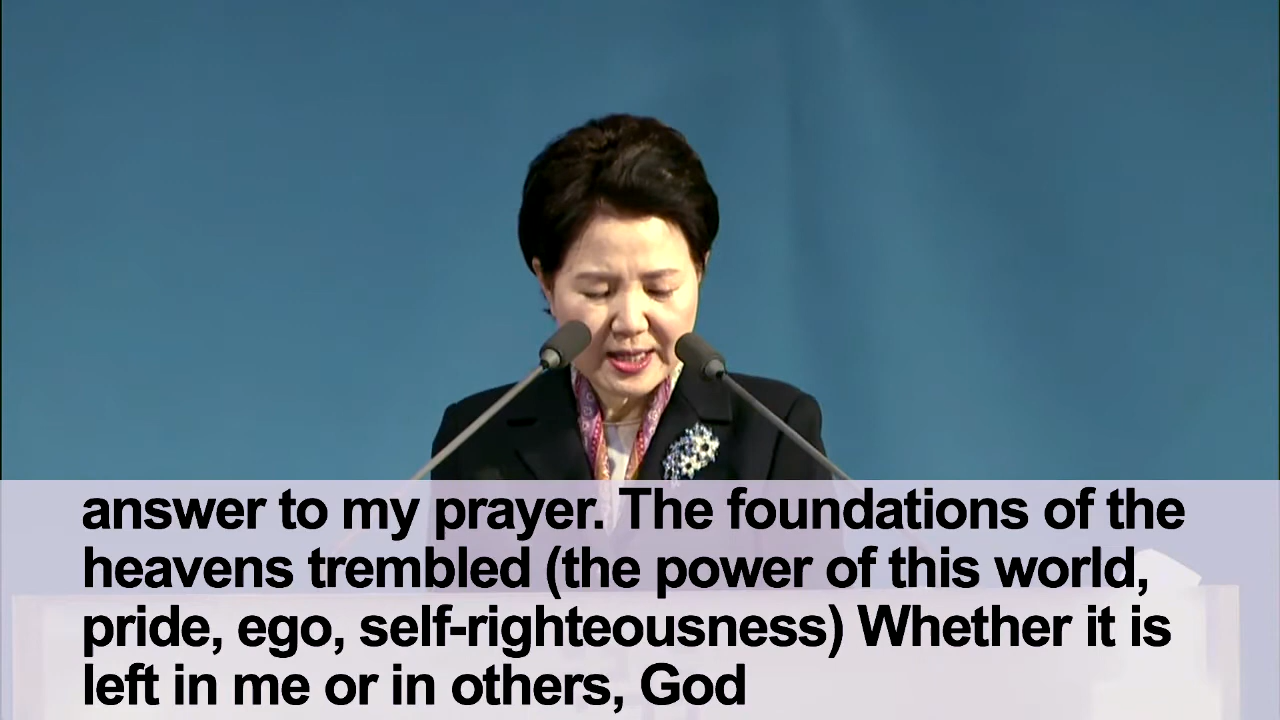 answer to my prayer. The foundations of the
heavens trembled (the power of this world,
pride, ego, self-righteousness) Whether it is
left in me or in others, God